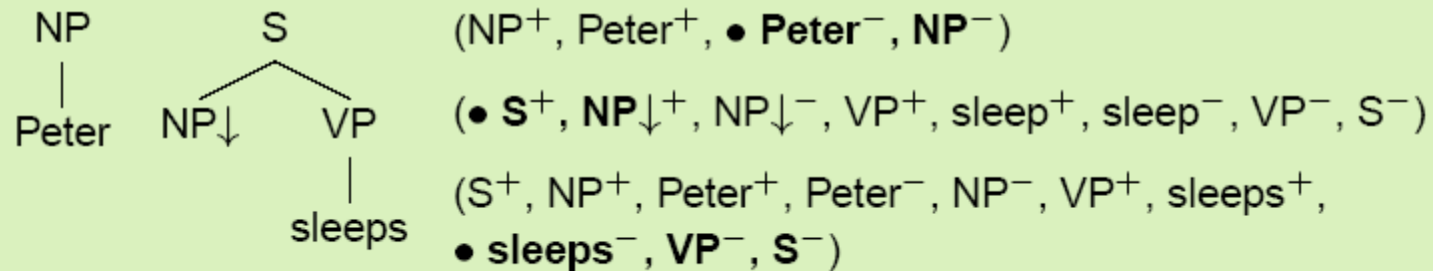 NP S (NP⁺, Peter⁺, • Peter⁻, NP⁻)
Peter NP↓ VP (• S⁺, NP↓⁺, NP↓⁻, VP⁺, sleep⁺, sleep⁻, VP⁻, S⁻)
(S⁺, NP⁺, Peter⁺, Peter⁻, NP⁻, VP⁺, sleeps⁺,
sleeps • sleeps⁻, VP⁻, S⁻)